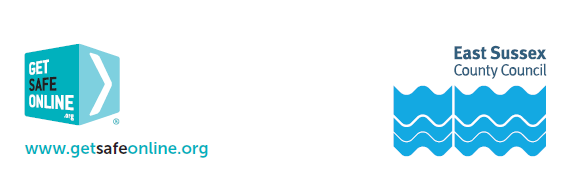 GET
SAFE
ONLINE
.org
®
www.getsafeonline.org
East Sussex
County Council